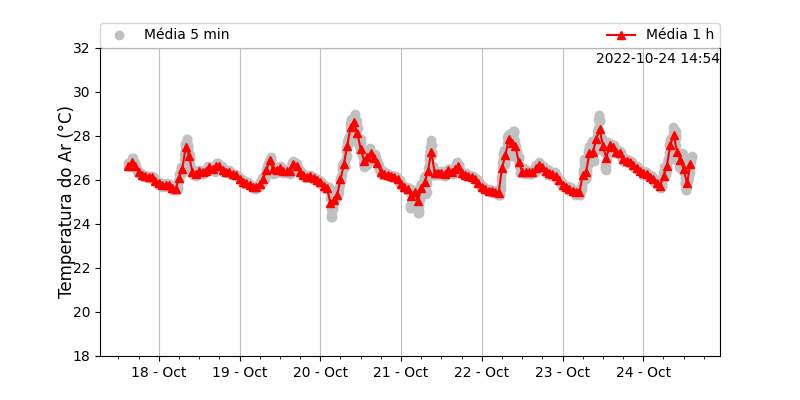 Média 5 min
Média 1 h
2022-10-24 14:54
Temperatura do Ar (°C)
32
30
28
26
24
22
20
18
18 - Oct
19 - Oct
20 - Oct
21 - Oct
22 - Oct
23 - Oct
24 - Oct